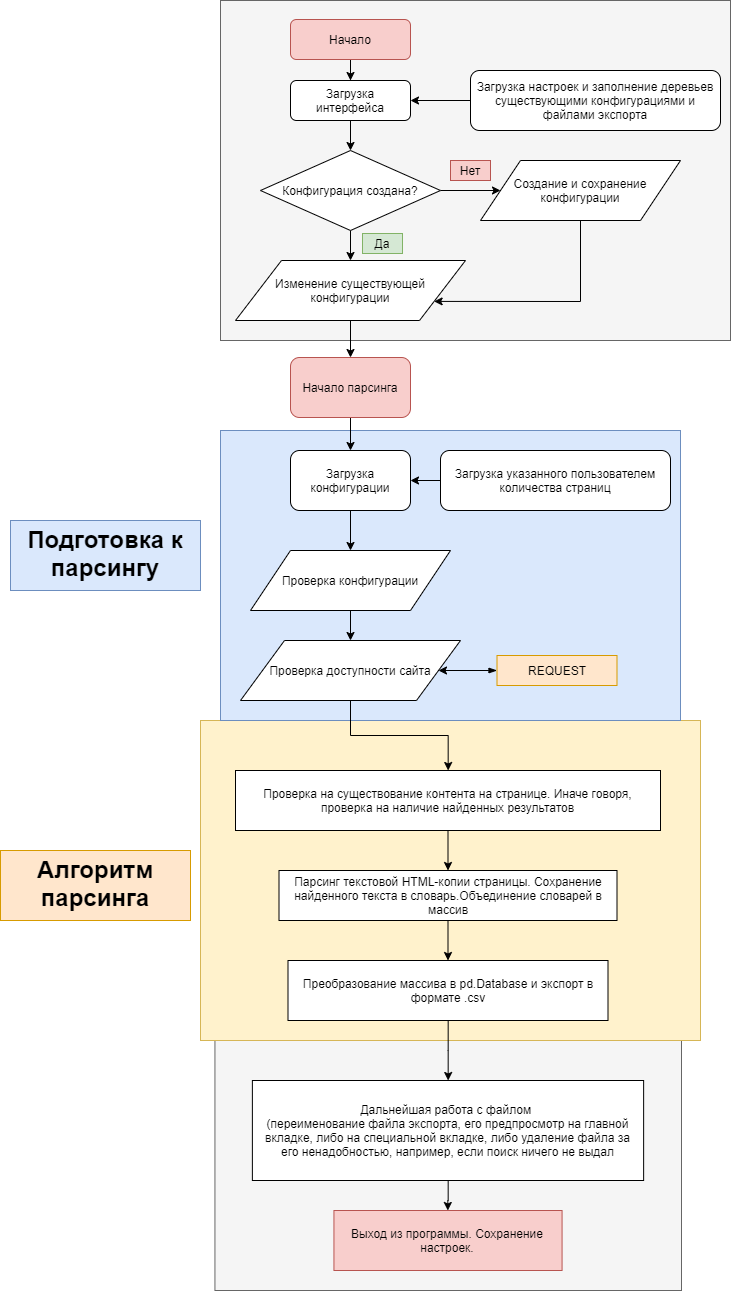 Начало
Загрузка
интерфейса
Загрузка настроек и заполнение деревьев
существующими конфигурациями и
файлами экспорта
Конфигурация создана?
Нет
Создание и сохранение
конфигурации
Да
Изменение существующей
конфигурации
Начало парсинга
Загрузка
конфигурации
Загрузка указанного пользователем
количества страниц
Подготовка к
парсингу
Проверка конфигурации
Проверка доступности сайта
REQUEST
Проверка на существование контента на странице. Иначе говоря,
проверка на наличие найденных результатов
Алгоритм
парсинга
Парсинг текстовой HTML-копии страницы. Сохранение
найденного текста в словарь.Объединение словарей в
массив
Преобразование массива в pd.Database и экспорт в
формате .csv
Дальнейшая работа с файлом
(переименование файла экспорта, его предпросмотр на главной
вкладке, либо на специальной вкладке, либо удаление файла за
его ненадобностью, например, если поиск ничего не выдал
Выход из программы. Сохранение
настроек.